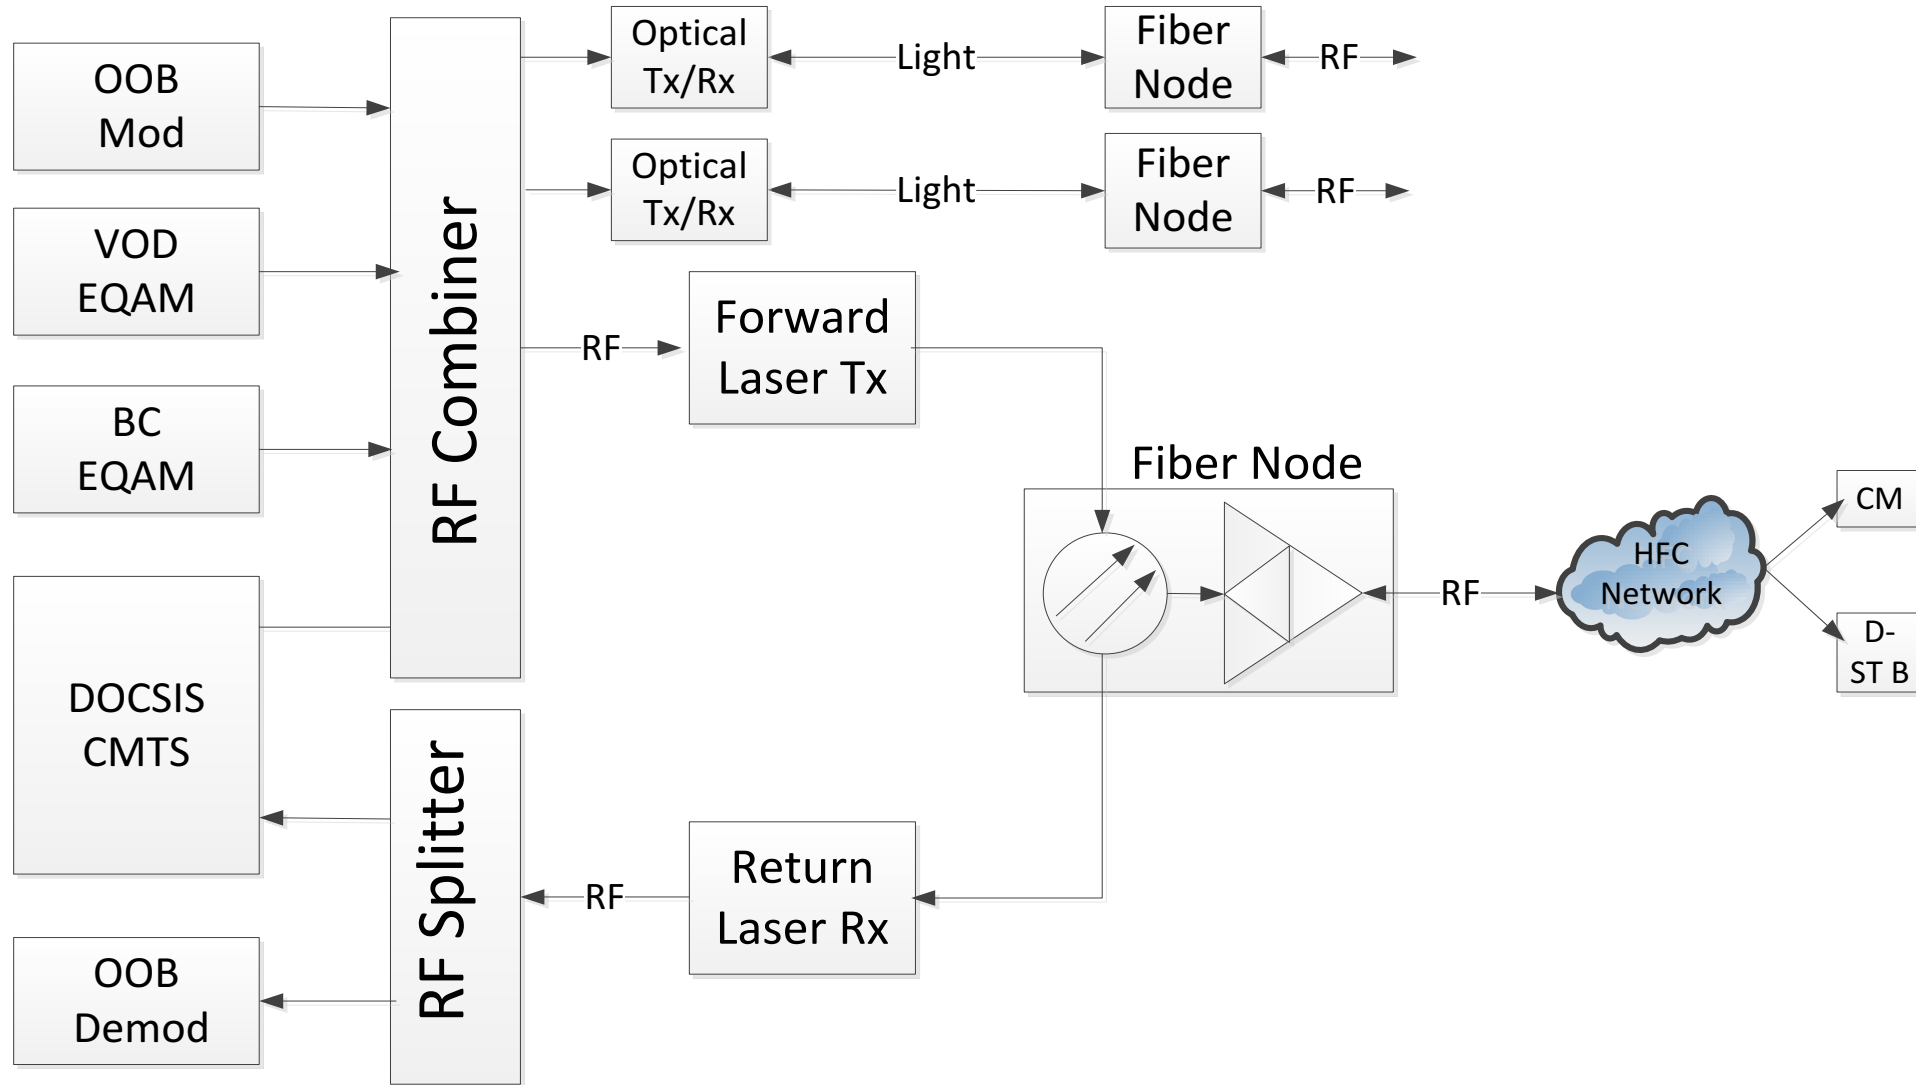 OOB
Mod
VOD
EQAM
BC
EQAM
DOCSIS
CMTS
OOB
Demod
RF Combiner
RF Splitter
Optical
Tx/Rx
Light
Fiber
Node
RF
Optical
Tx/Rx
Light
Fiber
Node
RF
RF
Forward
Laser Tx
Fiber Node
RF
HFC
Network
CM
D-
ST B
Return
Laser Rx
RF